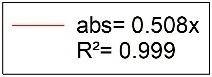 abs= 0.508x
R²= 0.999